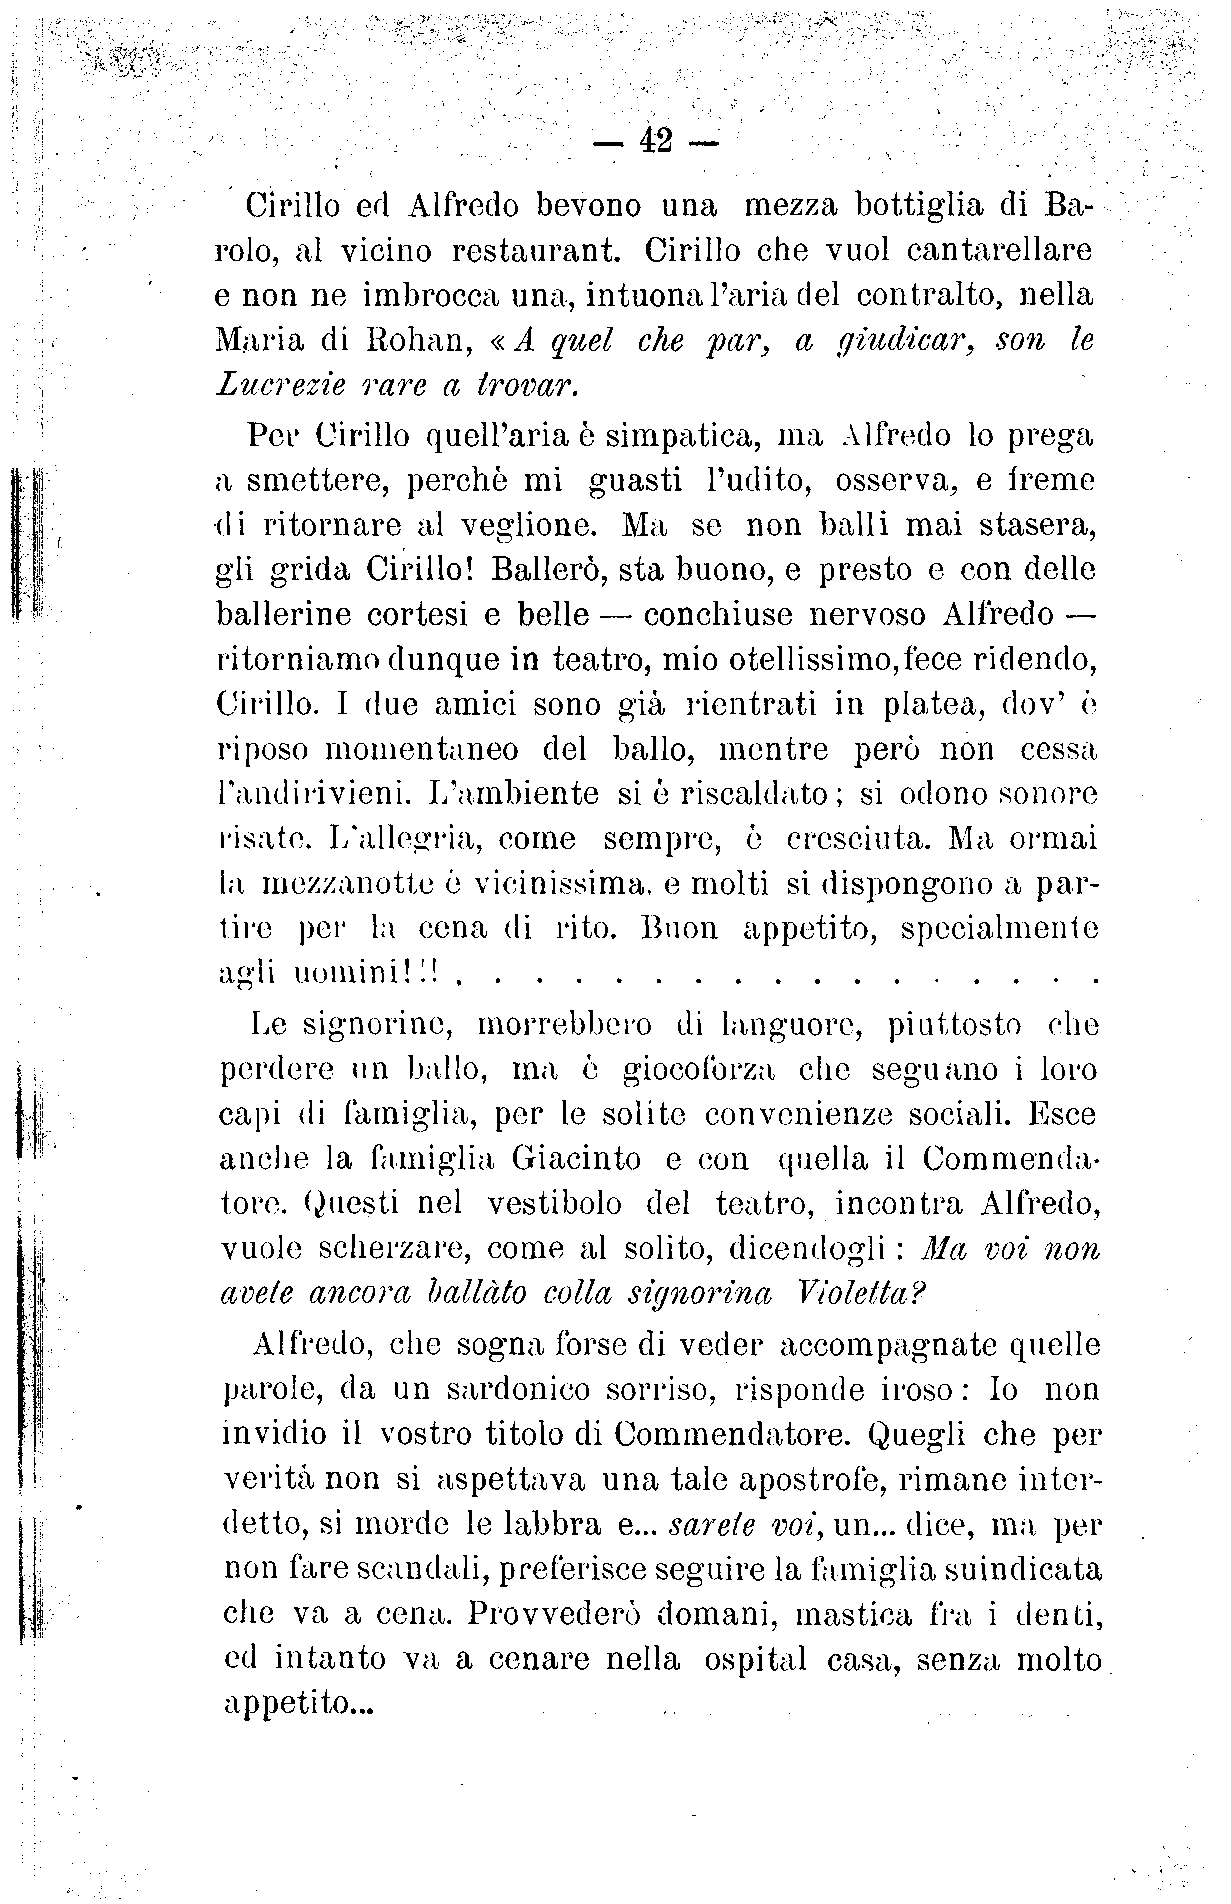 — 42 —
Cirillo ed Alfredo bevono una mezza bottiglia di Ba-
rolo, al vicino restaurant. Cirillo che vuol cantarellare
e non ne imbrocca una, intuona l'aria del contralto, nella
Maria di Rohan, « A quel che par, a giudicar, son le
Lucrezie rare a trovar.
Per Cirillo quell'aria è simpatica, ma Alfredo lo prega
a smettere, perchè mi guasti l'udito, osserva, e freme
di ritornare al veglione. Ma se non balli mai stasera,
gli grida Cirillo! Ballerò, sta buono, e presto e con delle
ballerine cortesi e belle — conchiuse nervoso Alfredo —
ritorniamo dunque in teatro, mio otellissimo, fece ridendo,
Cirillo. I due amici sono già rientrati in platea, dov' è
riposo momentaneo del ballo, mentre però non cessa
l'andirivieni. L'ambiente si è riscaldato; si odono sonore
risate. L'allegria, come sempre, è cresciuta. Ma ormai
la mezzanotte è vicinissima, e molti si dispongono a par-
tire per la cena di rito. Buon appetito, specialmente
agli uomini!!! . . . . . . . . . . . . . . . . .
Le signorine, morrebbero di languore, piuttosto che
perdere un ballo, ma è giocoforza che seguano i loro
capi di famiglia, per le solite convenienze sociali. Esce
anche la famiglia Giacinto e con quella il Commenda-
tore. Questi nel vestibolo del teatro, incontra Alfredo,
vuole scherzare, come al solito, dicendogli : Ma voi non
avete ancora ballàto colla signorina Violetta?
Alfredo, che sogna forse di veder accompagnate quelle
parole, da un sardonico sorriso, risponde iroso: Io non
invidio il vostro titolo di Commendatore. Quegli che per
verità non si aspettava una tale apostrofe, rimane inter-
detto, si morde le labbra e... sarete voi, un... dice, ma per
non fare scandali, preferisce seguire la famiglia suindicata
che va a cena. Provvederò domani, mastica fra i denti,
ed intanto va a cenare nella ospital casa, senza molto
appetito...